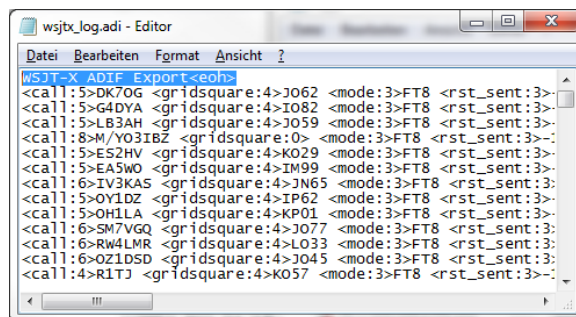 wsjtx_log.adi - Editor
Datei Bearbeiten Format Ansicht ?
WSJT-X ADIF Export<eoh>
<call:5>DK7OG <gridsquare:4>JO62 <mode:3>FT8 <rst_sent:3>-
<call:5>G4DYA <gridsquare:4>IO82 <mode:3>FT8 <rst_sent:3>-
<call:5>LB3AH <gridsquare:4>JO59 <mode:3>FT8 <rst_sent:3>-
<call:8>M/YO3IBZ <gridsquare:0> <mode:3>FT8 <rst_sent:3>-1
<call:5>ES2HV <gridsquare:4>KO29 <mode:3>FT8 <rst_sent:3>-
<call:5>EA5WO <gridsquare:4>IM99 <mode:3>FT8 <rst_sent:3>-
<call:6>IV3KAS <gridsquare:4>JN65 <mode:3>FT8 <rst_sent:3>
<call:5>OY1DZ <gridsquare:4>IP62 <mode:3>FT8 <rst_sent:3>-
<call:5>OH1LA <gridsquare:4>KP01 <mode:3>FT8 <rst_sent:3>-
<call:6>SM7VGQ <gridsquare:4>JO77 <mode:3>FT8 <rst_sent:3>
<call:6>RW4LMR <gridsquare:4>LO33 <mode:3>FT8 <rst_sent:3>
<call:6>OZ1DSD <gridsquare:4>JO45 <mode:3>FT8 <rst_sent:3>
<call:4>R1TJ <gridsquare:4>KO57 <mode:3>FT8 <rst_sent:3>-1